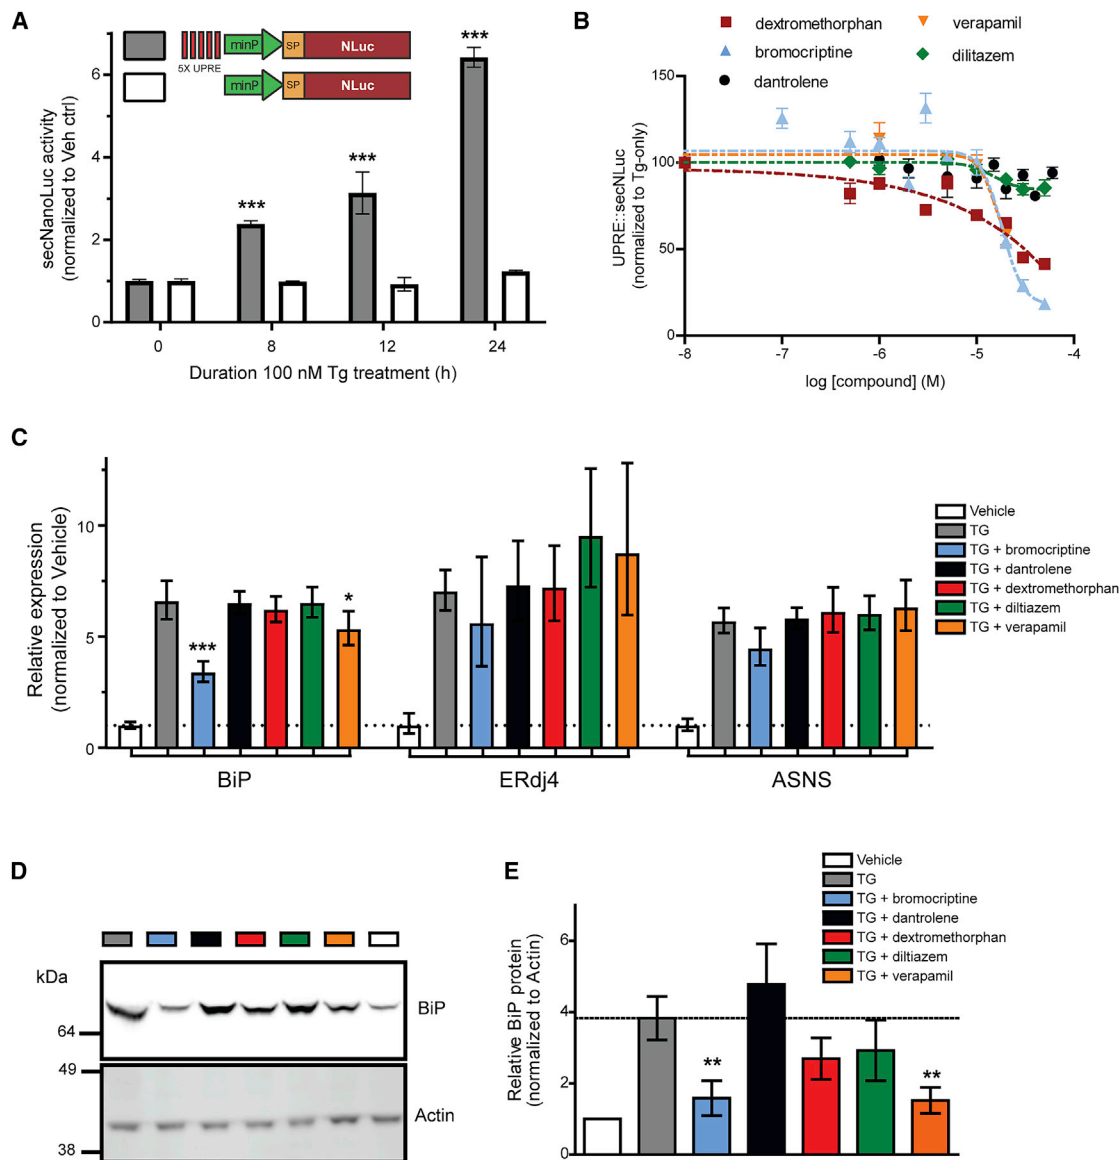 A
5X UPRE
minP
SP
NLuc
minP
SP
NLuc
secNanoLuc activity
(normalized to Veh ctrl)
6
4
2
0
***
***
***
0
8
12
24
Duration 100 nM Tg treatment (h)
B
dextromethorphan
bromocriptine
dantrolene
verapamil
dilitazem
UPRE::secNLuc
(normalized to Tg-only)
150
100
50
0
-8
-7
-6
-5
-4
log [compound] (M)
C
Relative expression
(normalized to Vehicle)
10
5
0
***
*
BiP
ERdj4
ASNS
Vehicle
TG
TG + bromocriptine
TG + dantrolene
TG + dextromethorphan
TG + diltiazem
TG + verapamil
D
kDa
64
49
38
BiP
Actin
E
Vehicle
TG
TG + bromocriptine
TG + dantrolene
TG + dextromethorphan
TG + diltiazem
TG + verapamil
Relative BiP protein
(normalized to Actin)
6
4
2
0
**
**